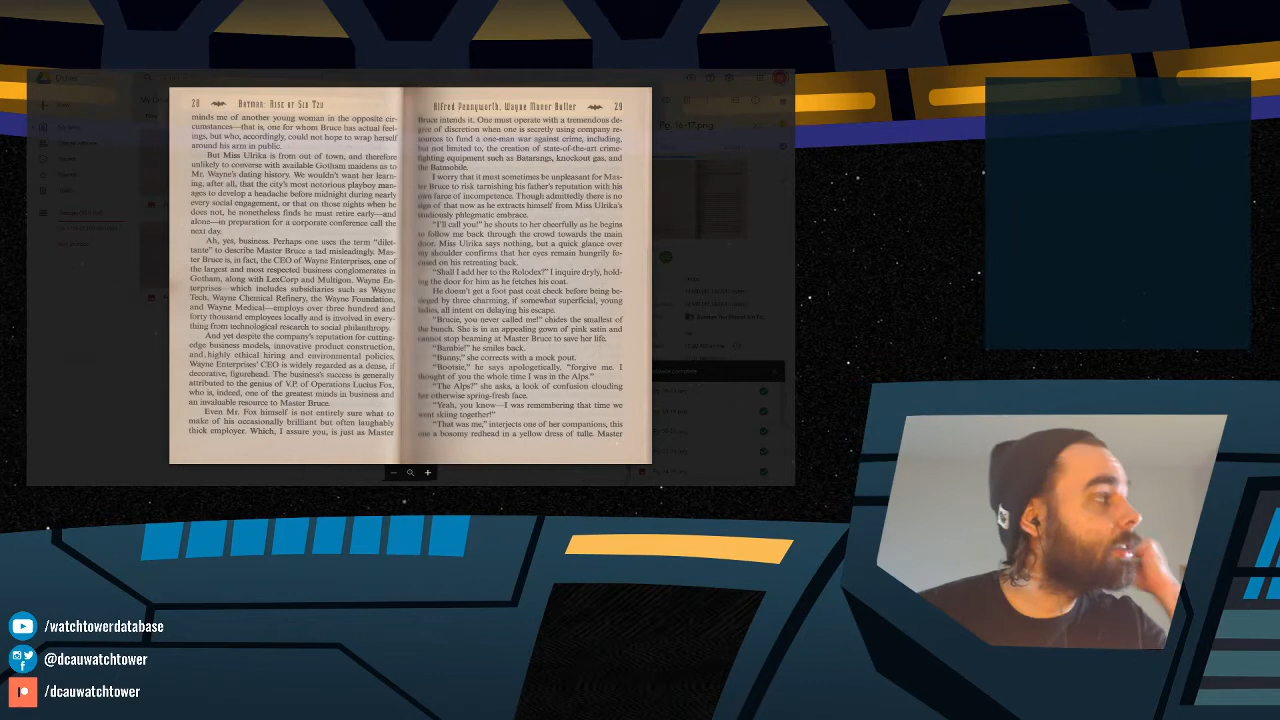 28 Batman: Rise of Sin Tzu
minds me of another young woman in the opposite cir-
cumstances—that is, one for whom Bruce has actual feel-
ings, but who, accordingly, could not hope to wrap herself
around his arm in public.
But Miss Ulrika is from out of town, and therefore
unlikely to converse with available Gotham maidens as to
Mr. Wayne's dating history. We wouldn't want her learn-
ing, after all, that the city's most notorious playboy man-
ages to develop a headache before midnight during nearly
every social engagement, or that on those nights when he
does not, he nonetheless finds he must retire early—and
alone—in preparation for a corporate conference call the
next day.
Ah, yes, business. Perhaps one uses the term "dilet-
tante" to describe Master Bruce a tad misleadingly. Mas-
ter Bruce is, in fact, the CEO of Wayne Enterprises, one of
the largest and most respected business conglomerates in
Gotham, along with LexCorp and Multigon. Wayne En-
terprises—which includes subsidiaries such as Wayne
Tech, Wayne Chemical Refinery, the Wayne Foundation,
and Wayne Medical—employs over three hundred and
forty thousand employees locally and is involved in every-
thing from technological research to social philanthropy.
And yet despite the company's reputation for cutting-
edge business models, innovative product construction,
and highly ethical hiring and environmental policies,
Wayne Enterprises' CEO is widely regarded as a dense, if
decorative, figurehead. The business's success is generally
attributed to the genius of V.P. of Operations Lucius Fox,
who is, indeed, one of the greatest minds in business and
an invaluable resource to Master Bruce.
Even Mr. Fox himself is not entirely sure what to
make of his occasionally brilliant but often laughably
thick employer. Which, I assure you, is just as Master
Alfred Pennyworth, Wayne Manor Butler 29
Bruce intends it. One must operate with a tremendous de-
gree of discretion when one is secretly using company re-
sources to fund a one-man war against crime, including,
but not limited to, the creation of state-of-the-art crime-
fighting equipment such as Batarangs, knockout gas, and
the Batmobile.
I worry that it must sometimes be unpleasant for Mas-
ter Bruce to risk tarnishing his father's reputation with his
own farce of incompetence. Though admittedly there is no
sign of that now as he extracts himself from Miss Ulrika's
studiously phlegmatic embrace.
"I'll call you!" he shouts to her cheerfully as he begins
to follow me back through the crowd towards the main
door. Miss Ulrika says nothing, but a quick glance over
my shoulder confirms that her eyes remain hungrily fo-
cused on his retreating back.
"Shall I add her to the Rolodex?" I inquire dryly, hold-
ing the door for him as he fetches his coat.
He doesn't get a foot past cost check before being be-
sieged by three charming, if somewhat superficial, young
ladies, all intent on delaying his escape.
"Brucie, you never called me!" chides the smallest of
the bunch. She is in an appealing gown of pink satin and
cannot stop beaming at Master Bruce to save her life.
"Bambie!" he smiles back.
"Bunny," she corrects with a mock pout.
"Bootsie," he says apologetically, "forgive me. I
thought of you the whole time I was in the Alps."
"The Alps?" she asks, a look of confusion clouding
her otherwise spring-fresh face.
"Yeah, you know—I was remembering that time we
went skiing together!"
"That was me," interjects one of her companions, this
one a bosomy redhead in a yellow dress of tulle. Master
Pg. 16-17.png
/watchtowerdatabase
@dcauwatchtower
/dcauwatchtower